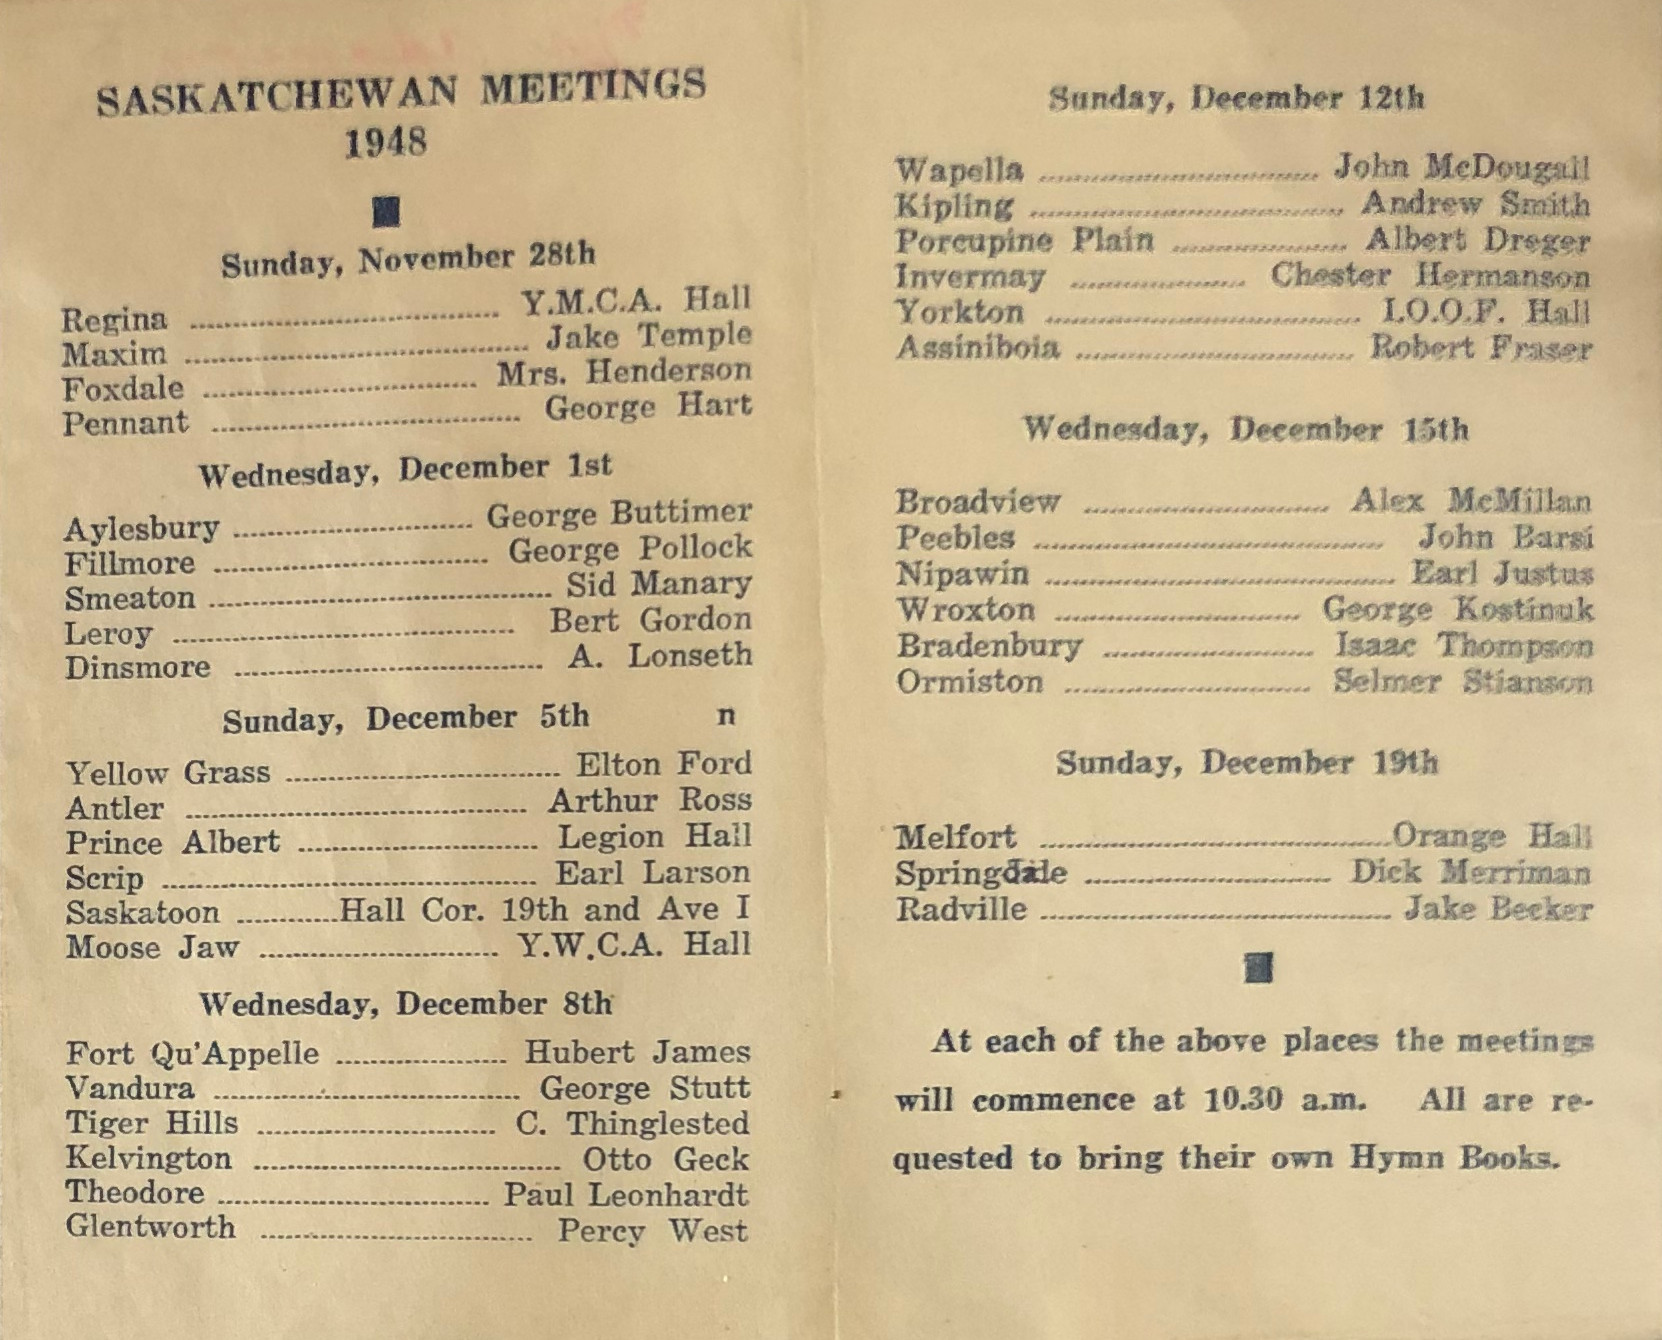 SASKATCHEWAN MEETINGS
1948
Sunday, November 28th
Regina ........ Y.M.C.A. Hall
Maxim ........ Jake Temple
Foxdale ........ Mrs. Henderson
Pennant ........ George Hart
Wednesday, December 1st
Aylesbury ........ George Buttimer
Fillmore ........ George Pollock
Smeaton ........ Sid Manary
Leroy ........ Bert Gordon
Dinsmore ........ A. Lonseth
Sunday, December 5th n
Yellow Grass ........ Elton Ford
Antler ........ Arthur Ross
Prince Albert ........ Legion Hall
Scrip ........ Earl Larson
Saskatoon ........ Hall Cor. 19th and Ave I
Moose Jaw ........ Y.W.C.A. Hall
Wednesday, December 8th
Fort Qu'Appelle ........ Hubert James
Vandura ........ George Stutt
Tiger Hills ........ C. Thinglested
Kelvington ........ Otto Geck
Theodore ........ Paul Leonhardt
Glentworth ........ Percy West
Sunday, December 12th
Wapella ........ John McDougall
Kipling ........ Andrew Smith
Porcupine Plain ........ Albert Dreger
Invermay ........ Chester Hermanson
Yorkton ........ I.O.O.F. Hall
Assiniboia ........ Robert Fraser
Wednesday, December 15th
Broadview ........ Alex McMillan
Peebles ........ John Barsi
Nipawin ........ Earl Justus
Wroxton ........ George Kostinuk
Bradenbury ........ Isaac Thompson
Ormiston ........ Selmer Stianson
Sunday, December 19th
Melfort ........ Orange Hall
Springdale ........ Dick Merriman
Radville ........ Jake Becker
At each of the above places the meetings
will commence at 10.30 a.m. All are re-
quested to bring their own Hymn Books.